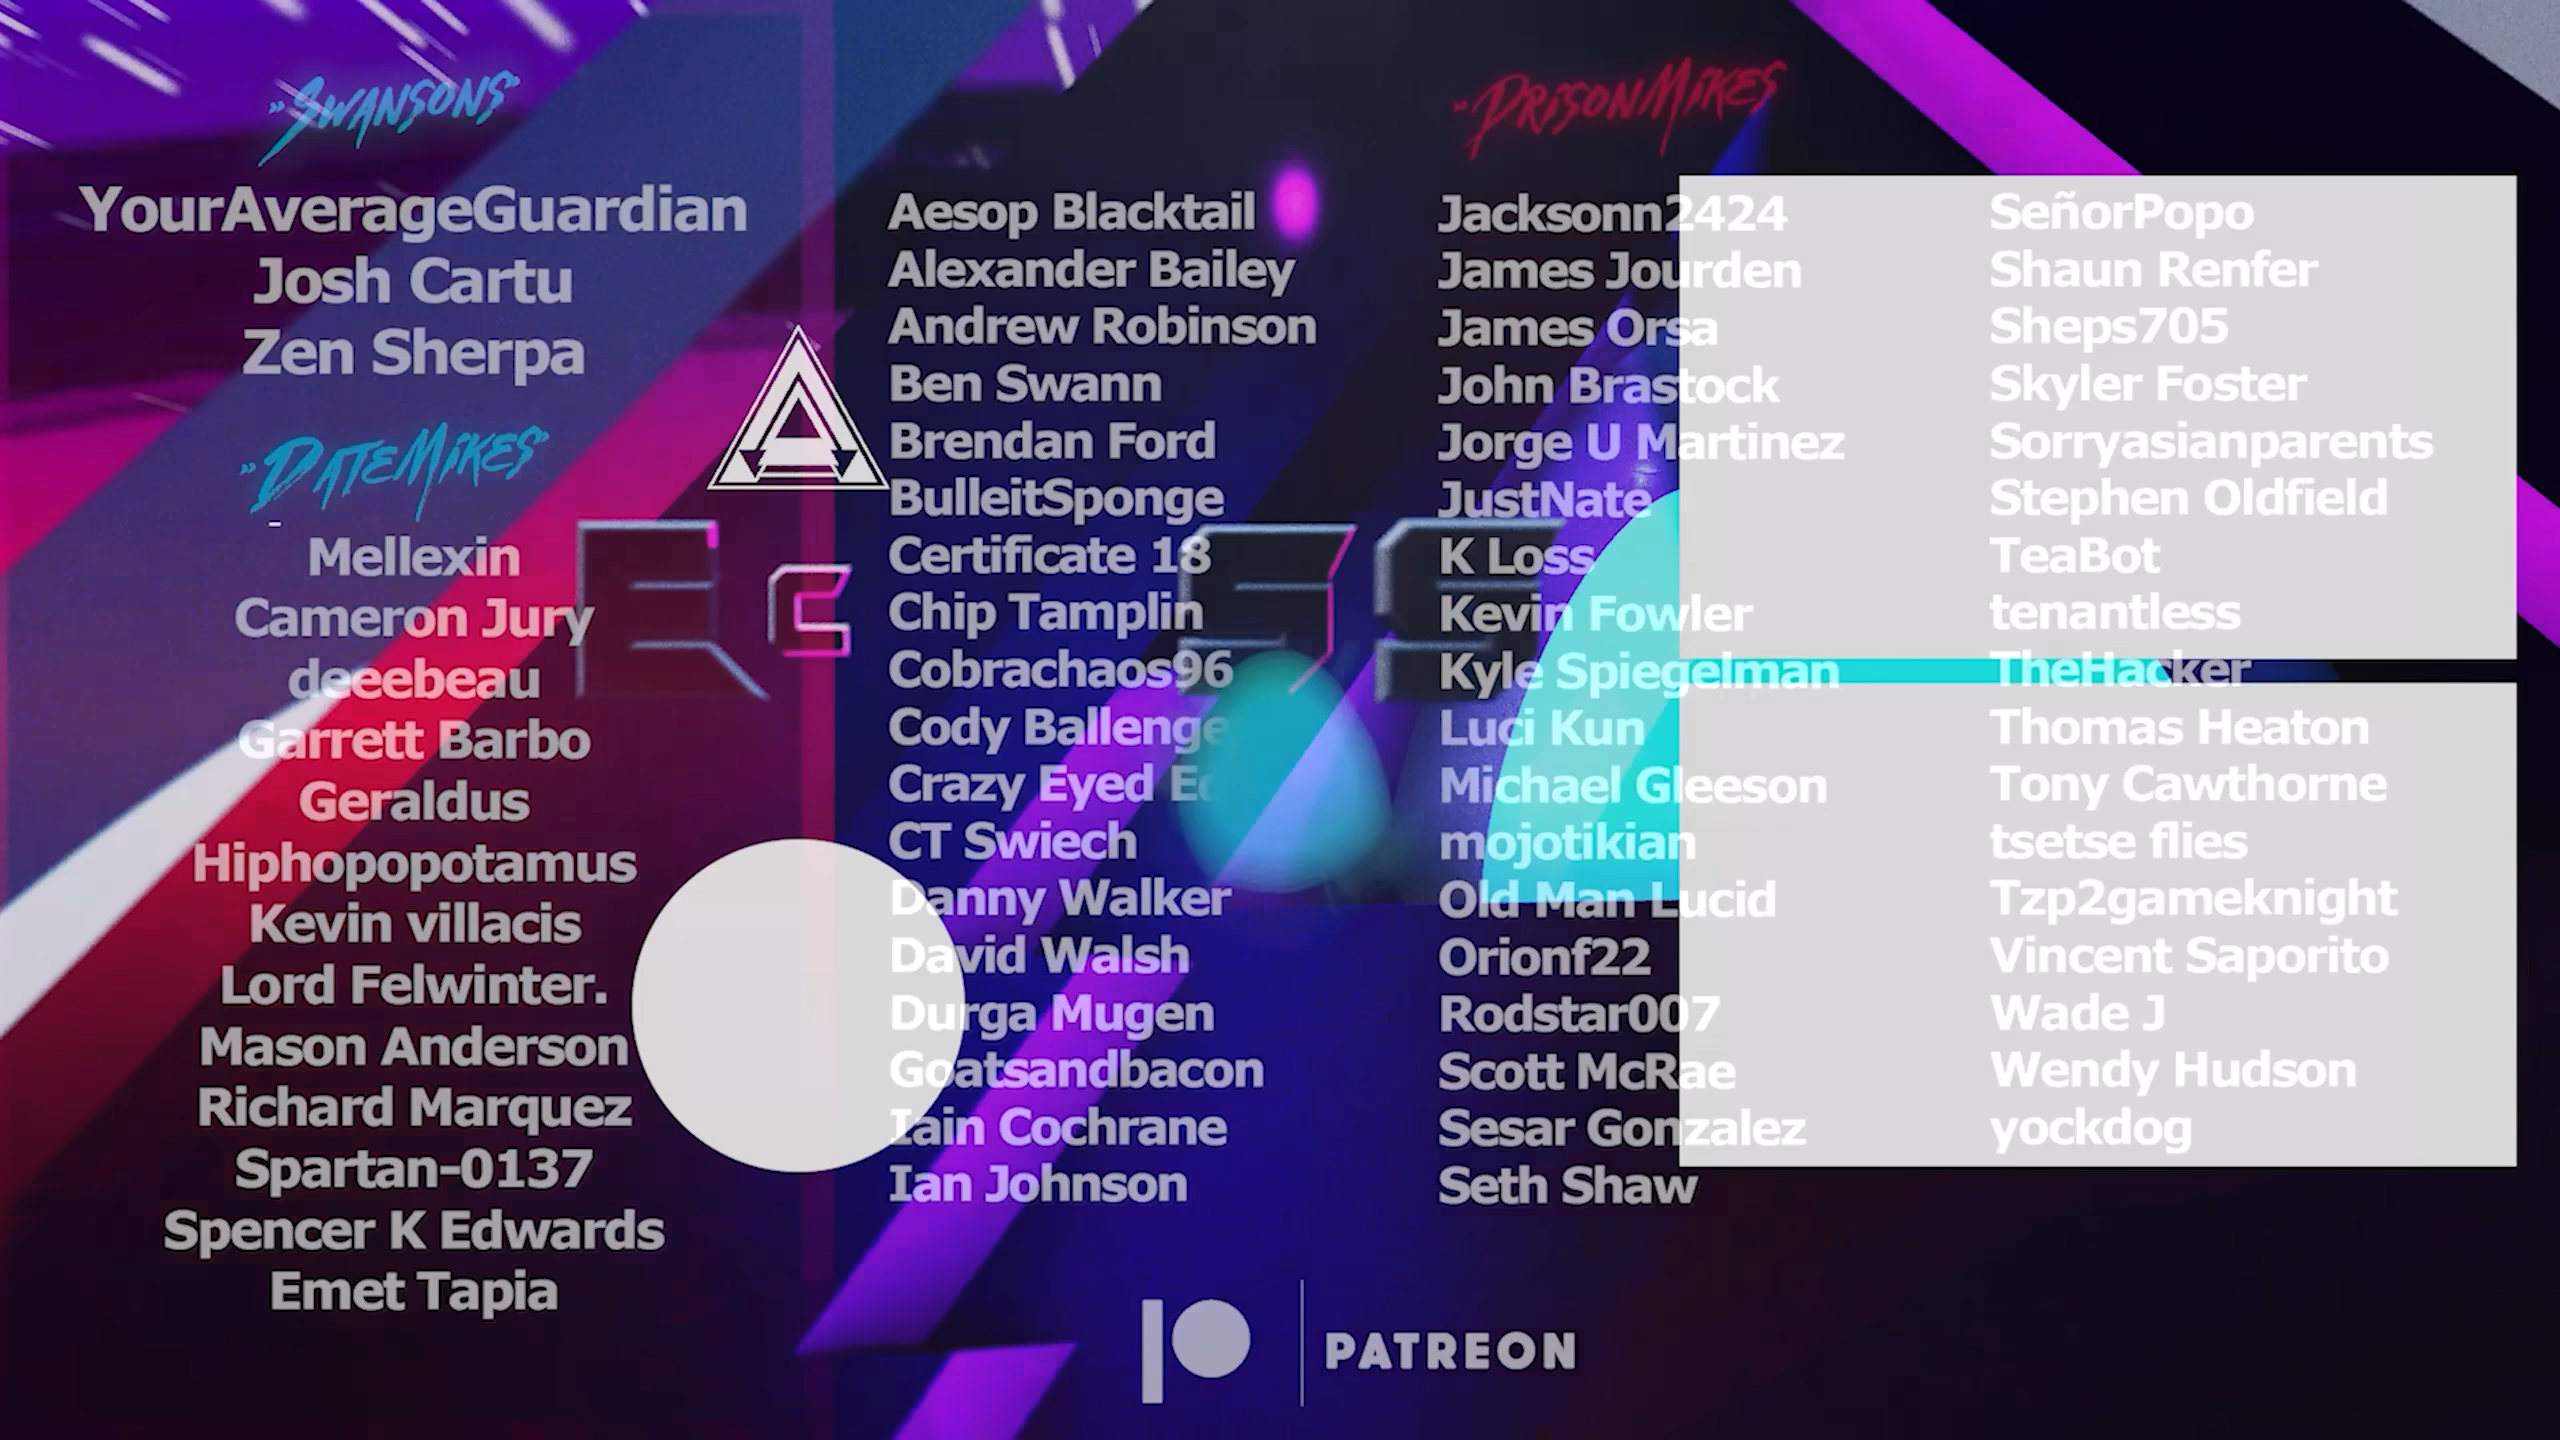 "SWANSONS"
YourAverageGuardian
Josh Cartu
Zen Sherpa
"DATEMIKES"
Mellexin
Cameron Jury
deeebeau
Garrett Barbo
Geraldus
Hiphopopotamus
Kevin villacis
Lord Felwinter.
Mason Anderson
Richard Marquez
Spartan-0137
Spencer K Edwards
Emet Tapia
"PRISONMIKES
Aesop Blacktail
Alexander Bailey
Andrew Robinson
Ben Swann
Brendan Ford
BulleitSponge
Certificate 18
Chip Tamplin
Cobrachaos96
Cody Ballenge
Crazy Eyed
CT Swiech
Danny Walker
David Walsh
Durga Mugen
Goatsandbacon
Iain Cochrane
Ian Johnson
Jacksonn2424
James Jourden
James Orsa
John Brastock
Jorge U Martinez
JustNate
K Loss
Kevin Fowler
Kyle Spiegelman
Luci Kun
Michael Gleeson
mojotikian
Old Man Lucid
Orionf22
Rodstar007
Scott McRae
Sesar Gonzalez
Seth Shaw
SeñorPopo
Shaun Renfer
Sheps705
Skyler Foster
Sorryasianparents
Stephen Oldfield
TeaBot
tenantless
TheHacker
Thomas Heaton
Tony Cawthorne
tsetse flies
Tzp2gameknight
Vincent Saporito
Wade J
Wendy Hudson
yockdog
PATREON